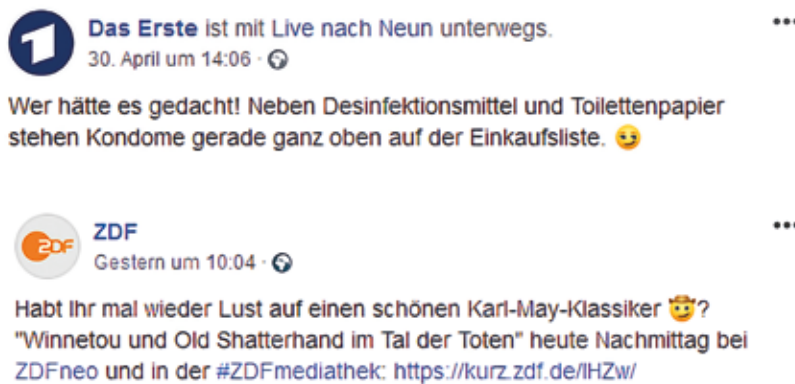 Das Erste ist mit Live nach Neun unterwegs.
30. April um 14:06 ·
Wer hätte es gedacht! Neben Desinfektionsmittel und Toilettenpapier
stehen Kondome gerade ganz oben auf der Einkaufsliste. 😏
ZDF
ZDF
Gestern um 10:04 ·
Habt Ihr mal wieder Lust auf einen schönen Karl-May-Klassiker 🤠?
"Winnetou und Old Shatterhand im Tal der Toten" heute Nachmittag bei
ZDFneo und in der #ZDFmediathek: https://kurz.zdf.de/lHZw/